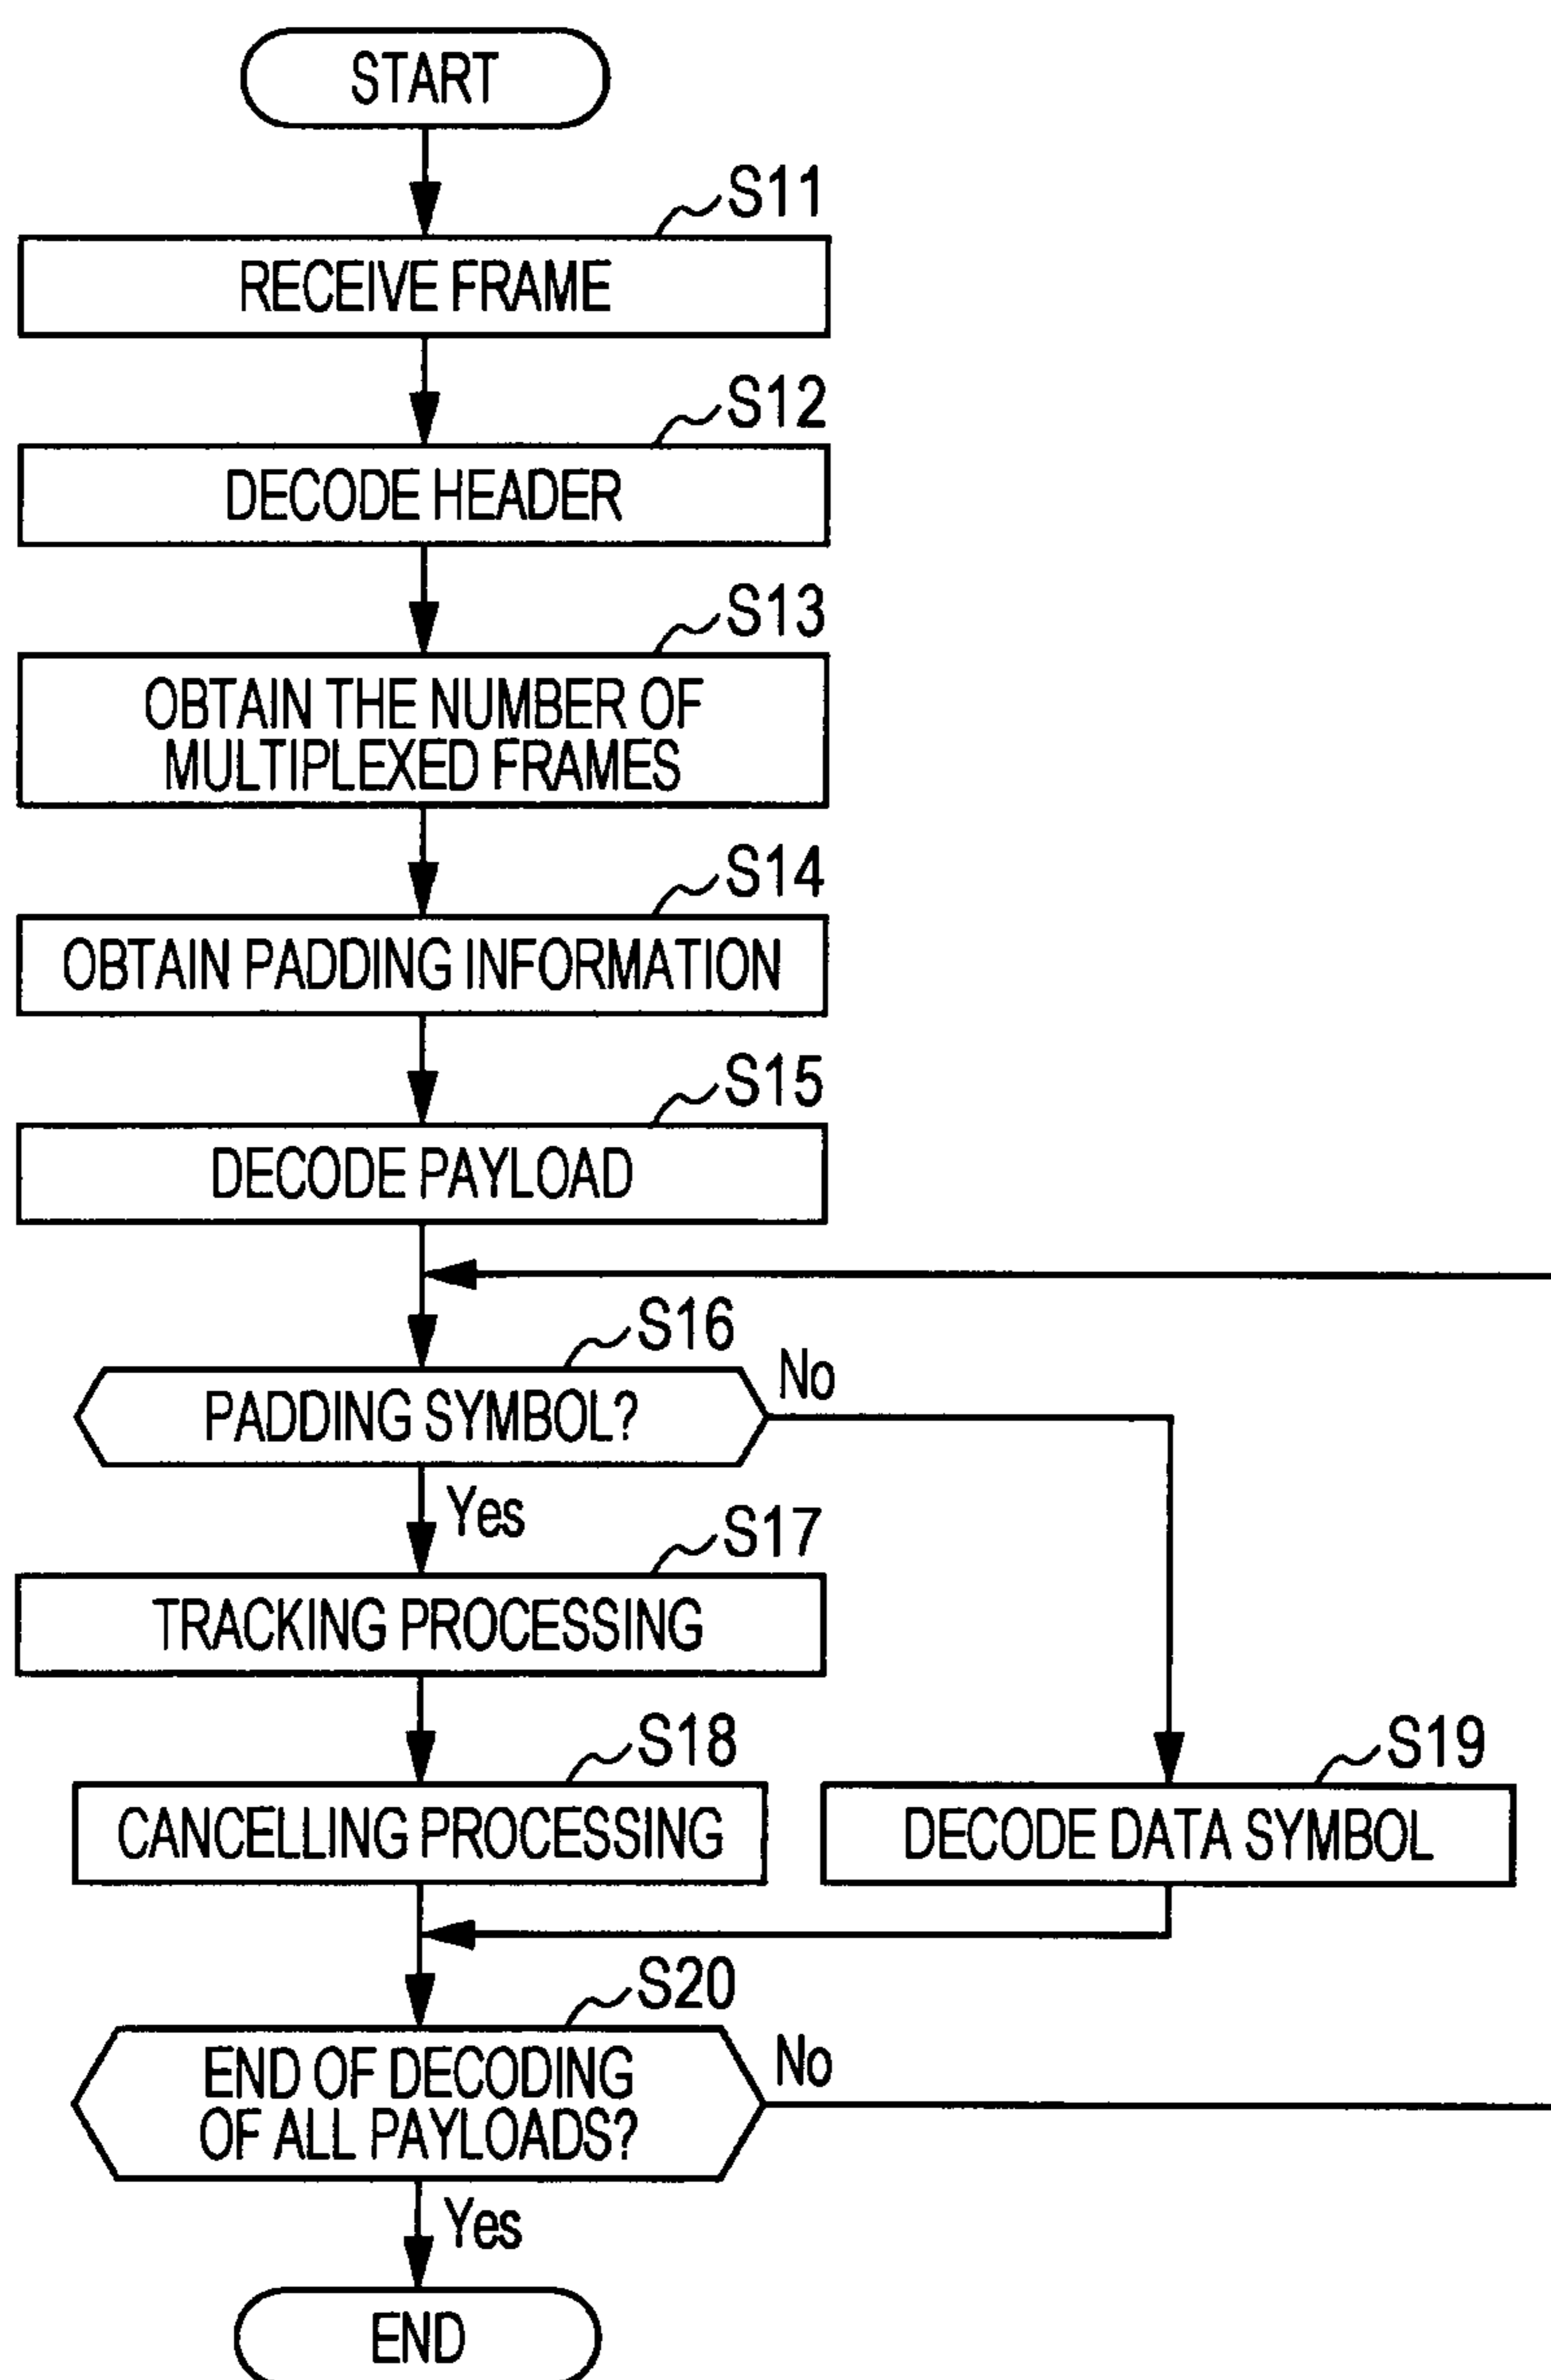 START
S11
RECEIVE FRAME
S12
DECODE HEADER
S13
OBTAIN THE NUMBER OF
MULTIPLEXED FRAMES
S14
OBTAIN PADDING INFORMATION
S15
DECODE PAYLOAD
S16
PADDING SYMBOL?
No
Yes
S17
TRACKING PROCESSING
S18
CANCELLING PROCESSING
S19
DECODE DATA SYMBOL
S20
END OF DECODING
OF ALL PAYLOADS?
No
Yes
END